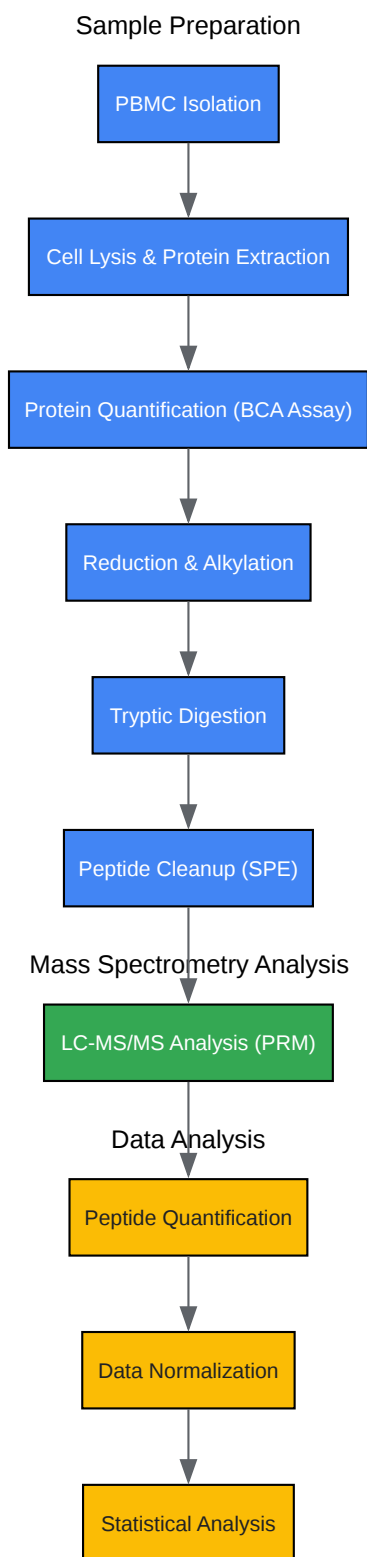 Sample Preparation
PBMC Isolation
Cell Lysis & Protein Extraction
Protein Quantification (BCA Assay)
Reduction & Alkylation
Tryptic Digestion
Peptide Cleanup (SPE)
Mass Spectrometry Analysis
LC-MS/MS Analysis (PRM)
Data Analysis
Peptide Quantification
Data Normalization
Statistical Analysis